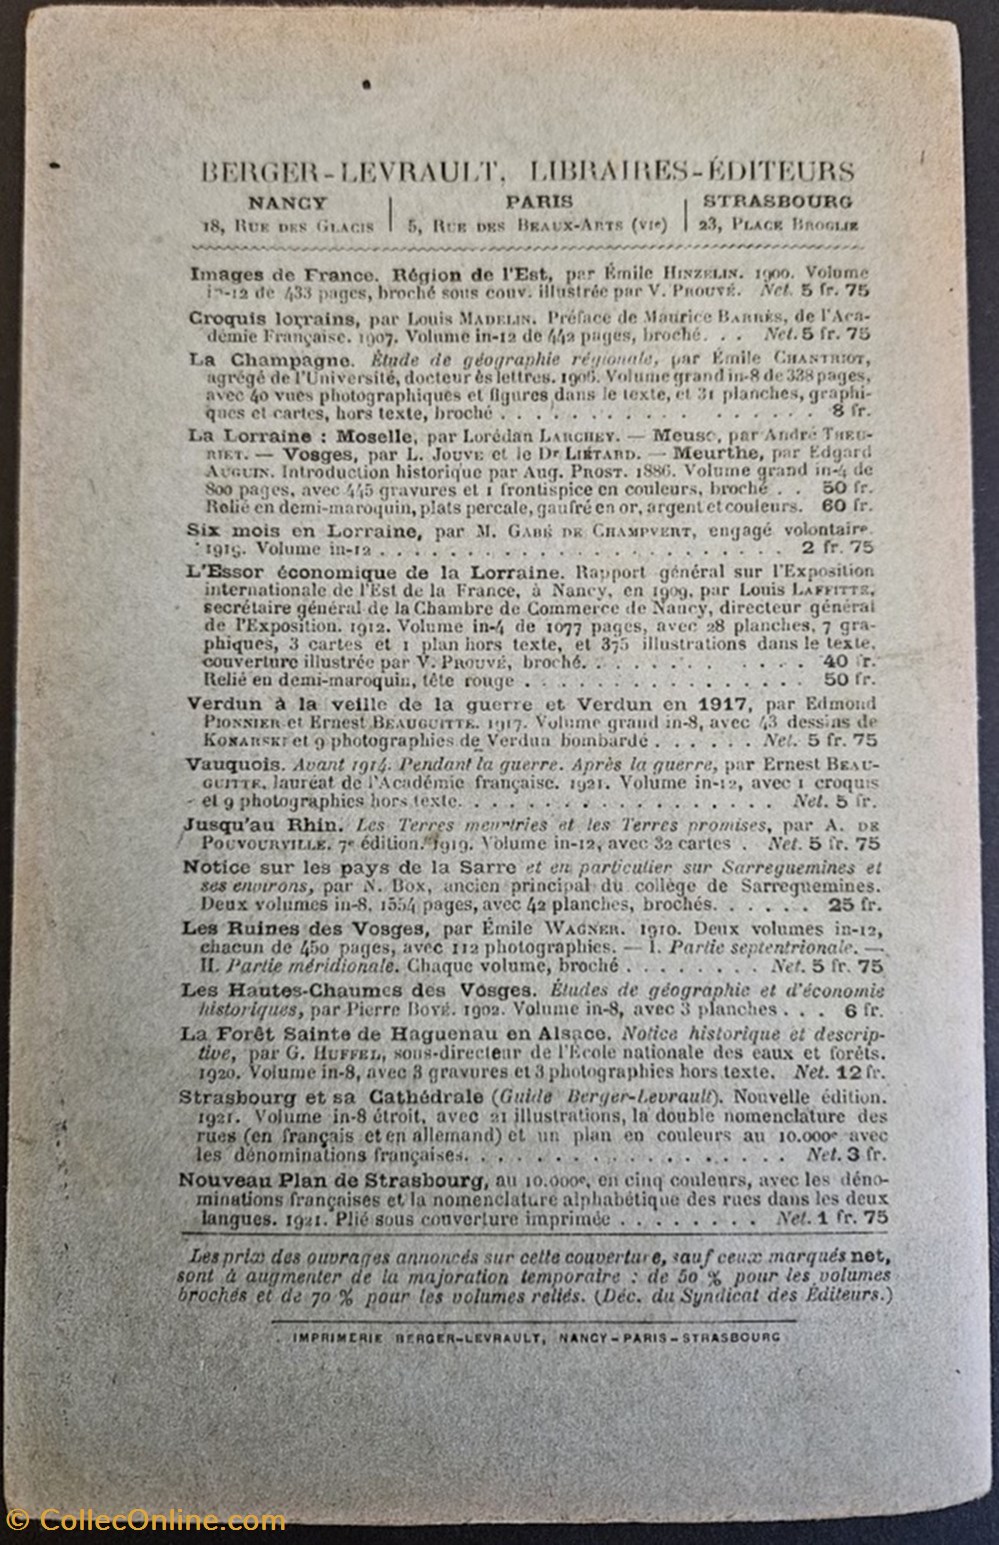 BERGER-LEVRAULT, LIBRAIRES-ÉDITEURS
NANCY | PARIS | STRASBOURG
18, RUE DES GLACIS | 5, RUE DES BEAUX-ARTS (VIe) | 23, PLACE BROGLIE
Images de France. Région de l'Est, par Émile HINZELIN. 1900. Volume
in-12 de 433 pages, broché sous couv. illustrée par V. PROUVÉ. Net. 5 fr. 75
Croquis lorrains, par Louis MADELIN. Préface de Maurice BARRÈS, de l'Aca-
démie Française. 1907. Volume in-12 de 442 pages, broché. . . Net. 5 fr. 75
La Champagne. Étude de géographie régionale, par Émile CHANTRIOT,
agrégé de l'Université, docteur ès lettres. 1906. Volume grand in-8 de 338 pages,
avec 40 vues photographiques et figures dans le texte, et 31 planches, graphi-
ques et cartes, hors texte, broché . . . . . . . . . . . . . . . . 8 fr.
La Lorraine : Moselle, par Lorédan LARCHEY. — Meuse, par André THEU-
RIET. — Vosges, par L. JOUVE et le Dr LIÉTARD. — Meurthe, par Edgard
AUGUIN. Introduction historique par Aug. PROST. 1886. Volume grand in-4 de
800 pages, avec 445 gravures et 1 frontispice en couleurs, broché . . 50 fr.
Relié en demi-maroquin, plats percale, gaufré en or, argent et couleurs. 60 fr.
Six mois en Lorraine, par M. GABÉ DE CHAMPVERT, engagé volontaire.
1915. Volume in-12 . . . . . . . . . . . . . . . . . . . . . . 2 fr. 75
L'Essor économique de la Lorraine. Rapport général sur l'Exposition
internationale de l'Est de la France, à Nancy, en 1909, par Louis LAFFITTE,
secrétaire général de la Chambre de Commerce de Nancy, directeur général
de l'Exposition. 1912. Volume in-4 de 1077 pages, avec 28 planches, 7 gra-
phiques, 3 cartes et 1 plan hors texte, et 375 illustrations dans le texte,
couverture illustrée par V. PROUVÉ, broché. . . . . . . . . . . . 40 fr.
Relié en demi-maroquin, tête rouge . . . . . . . . . . . . . . . 50 fr.
Verdun à la veille de la guerre et Verdun en 1917, par Edmond
PIONNIER et Ernest BEAUGUITTE. 1917. Volume grand in-8, avec 43 dessins de
KONARSKI et 9 photographies de Verdun bombardé . . . . . . Net. 5 fr. 75
Vauquois. Avant 1914. Pendant la guerre. Après la guerre, par Ernest BEAU-
GUITTE, lauréat de l'Académie française. 1921. Volume in-12, avec 1 croquis
et 9 photographies hors texte. . . . . . . . . . . . . . . . . Net. 5 fr.
Jusqu'au Rhin. Les Terres meurtries et les Terres promises, par A. DE
POUVOURVILLE. 7e édition. 1919. Volume in-12, avec 32 cartes . Net. 5 fr. 75
Notice sur les pays de la Sarre et en particulier sur Sarreguemines et
ses environs, par N. BOX, ancien principal du collège de Sarreguemines.
Deux volumes in-8, 1554 pages, avec 42 planches, brochés. . . . . . 25 fr.
Les Ruines des Vosges, par Émile WAGNER. 1910. Deux volumes in-12,
chacun de 450 pages, avec 112 photographies. — I. Partie septentrionale. —
II. Partie méridionale. Chaque volume, broché . . . . . . . . Net. 5 fr. 75
Les Hautes-Chaumes des Vosges. Études de géographie et d'économie
historiques, par Pierre BOYÉ. 1902. Volume in-8, avec 3 planches . . . 6 fr.
La Forêt Sainte de Haguenau en Alsace. Notice historique et descrip-
tive, par G. HUFFEL, sous-directeur de l'École nationale des eaux et forêts.
1920. Volume in-8, avec 3 gravures et 3 photographies hors texte. Net. 12 fr.
Strasbourg et sa Cathédrale (Guide Berger-Levrault). Nouvelle édition.
1921. Volume in-8 étroit, avec 21 illustrations, la double nomenclature des
rues (en français et en allemand) et un plan en couleurs au 10.000e avec
les dénominations françaises. . . . . . . . . . . . . . . . . Net. 3 fr.
Nouveau Plan de Strasbourg, au 10.000e, en cinq couleurs, avec les déno-
minations françaises et la nomenclature alphabétique des rues dans les deux
langues. 1921. Plié sous couverture imprimée . . . . . . . . Net. 1 fr. 75
Les prix des ouvrages annoncés sur cette couverture, sauf ceux marqués net,
sont à augmenter de la majoration temporaire : de 50 % pour les volumes
brochés et de 70 % pour les volumes reliés. (Déc. du Syndicat des Éditeurs.)
IMPRIMERIE BERGER-LEVRAULT, NANCY-PARIS-STRASBOURG
© CollecOnline.com